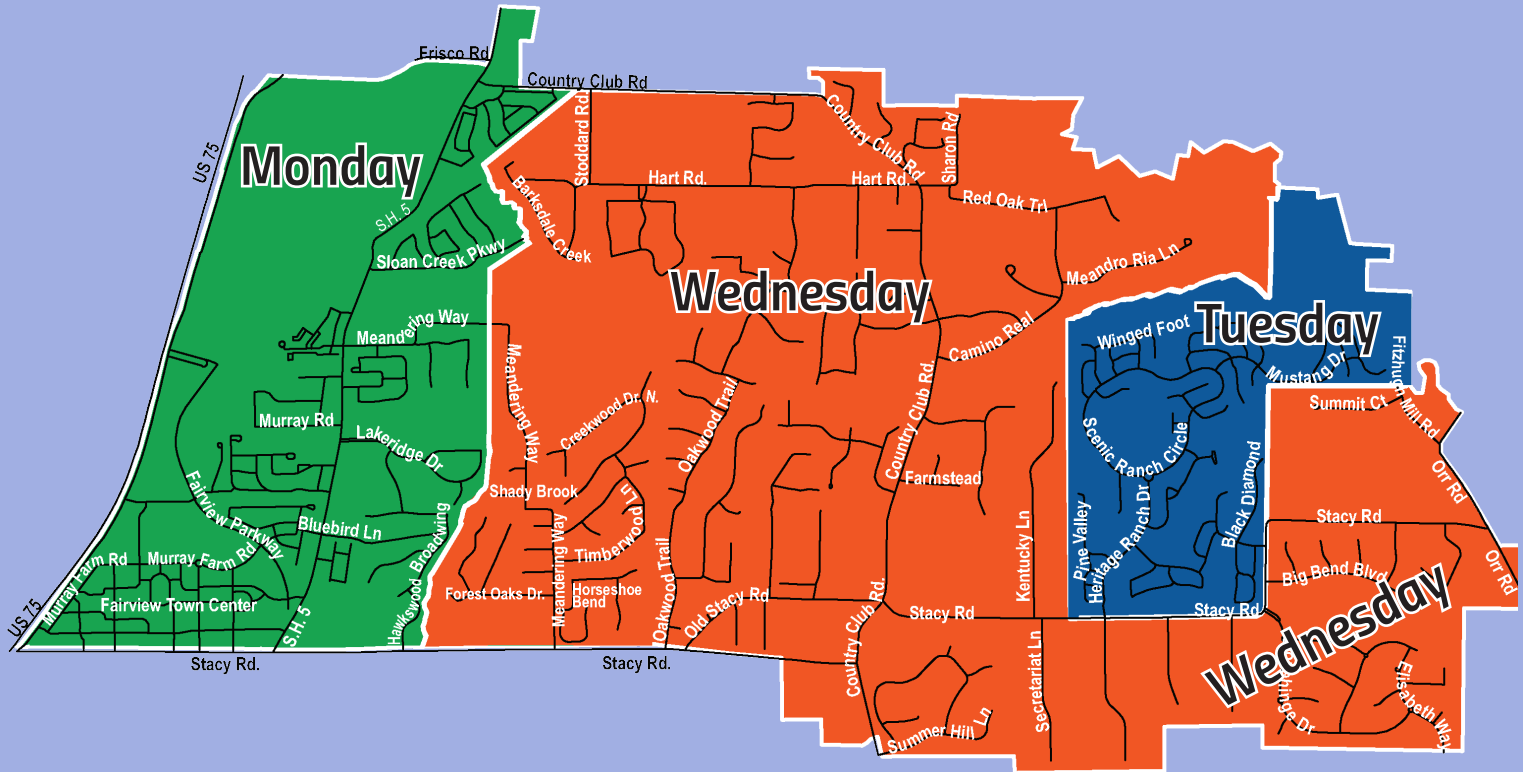 Frisco Rd
Country Club Rd
US 75
Monday
Stoddard Rd.
Country Club Rd
Sharon Rd
Hart Rd.
Hart Rd.
Barksdale Creek
Red Oak Trl
S.H. 5
Sloan Creek Pkwy
Meandro Ria Ln
Wednesday
Tuesday
Meandering Way
Winged Foot
Camino Real
Mustang Dr
Fitzhugh Mill Rd
Meandering Way
Summit Ct
Creekwood Dr. N.
Oakwood Trail
Country Club Rd.
Murray Rd
Lakeridge Dr
Scenic Ranch Circle
Black Diamond
Orr Rd
Farmstead
Shady Brook
Fairview Parkway
Timberwood Ln
Bluebird Ln
Broadwing
Meandering Way
Kentucky Ln
Pine Valley
Heritage Ranch Dr
Stacy Rd
Murray Farm Rd
Murray Farm Rd
Oakwood Trail
Big Bend Blvd
Orr Rd
Fairview Town Center
Forest Oaks Dr.
Horseshoe
Bend
Old Stacy Rd
Country Club Rd.
Stacy Rd
Stacy Rd
Wednesday
US 75
S.H. 5
Hawkswood
Stacy Rd.
Stacy Rd.
Secretariat Ln
Elisabeth Way
Summer Hill Ln